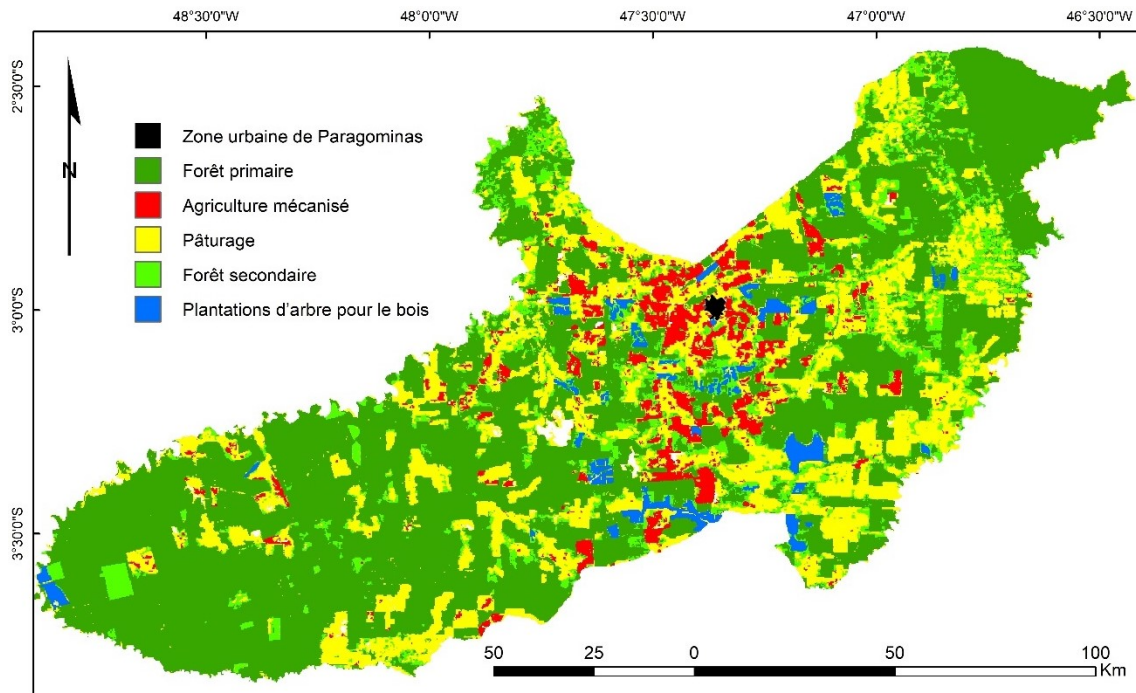 48°30'0"W 48°0'0"W 47°30'0"W 47°0'0"W 46°30'0"W
2°30'0"S
3°0'0"S
3°30'0"S
N
Zone urbaine de Paragominas
Forêt primaire
Agriculture mécanisé
Pâturage
Forêt secondaire
Plantations d'arbre pour le bois
50 25 0 50 100
Km